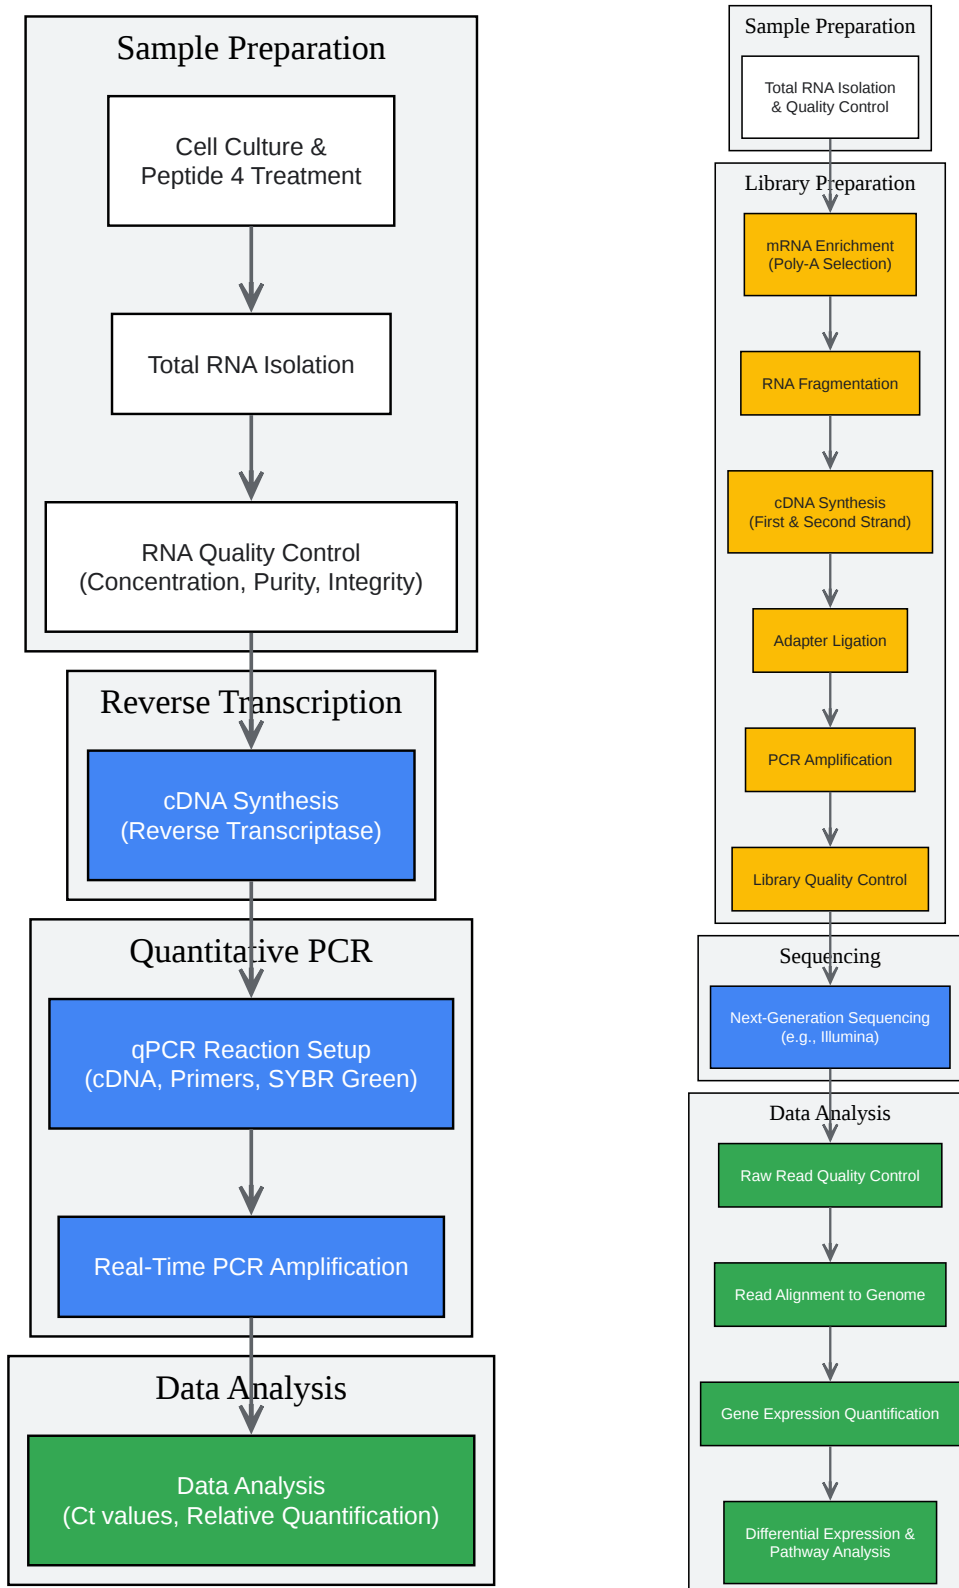 Sample Preparation
Cell Culture &
Peptide 4 Treatment
Total RNA Isolation
RNA Quality Control
(Concentration, Purity, Integrity)
Reverse Transcription
cDNA Synthesis
(Reverse Transcriptase)
Quantitative PCR
qPCR Reaction Setup
(cDNA, Primers, SYBR Green)
Real-Time PCR Amplification
Data Analysis
Data Analysis
(Ct values, Relative Quantification)
Sample Preparation
Total RNA Isolation
& Quality Control
Library Preparation
mRNA Enrichment
(Poly-A Selection)
RNA Fragmentation
cDNA Synthesis
(First & Second Strand)
Adapter Ligation
PCR Amplification
Library Quality Control
Sequencing
Next-Generation Sequencing
(e.g., Illumina)
Data Analysis
Raw Read Quality Control
Read Alignment to Genome
Gene Expression Quantification
Differential Expression &
Pathway Analysis